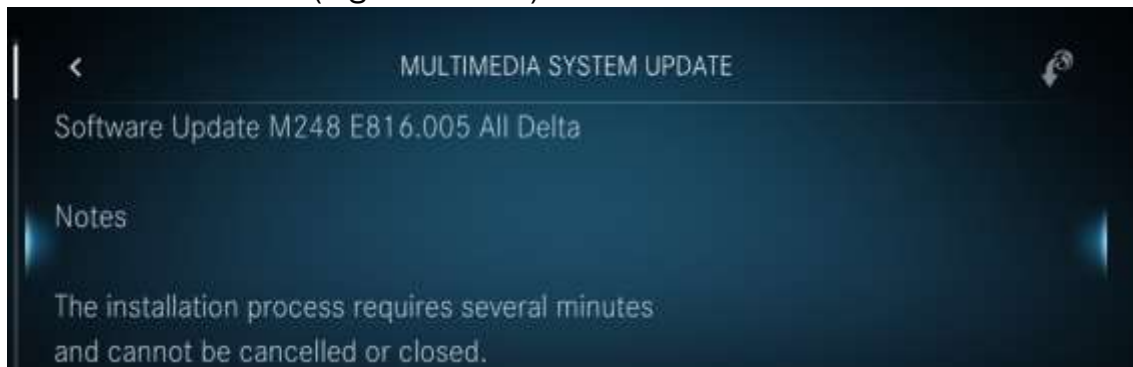 MULTIMEDIA SYSTEM UPDATE
Software Update M248 E816.005 All Delta
Notes
The installation process requires several minutes
and cannot be cancelled or closed.